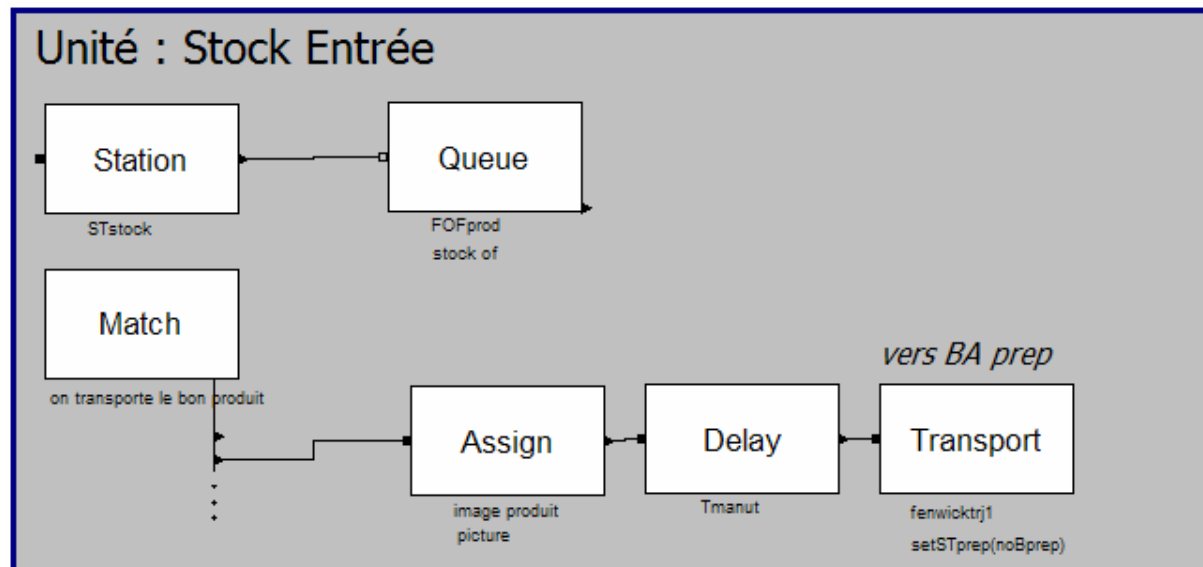 Unité : Stock Entrée
Station
Queue
STstock
FOFprod
stock of
Match
on transporte le bon produit
vers BA prep
Assign
Delay
Transport
image produit
picture
Tmanut
fenwicktrj1
setSTprep(noBprep)